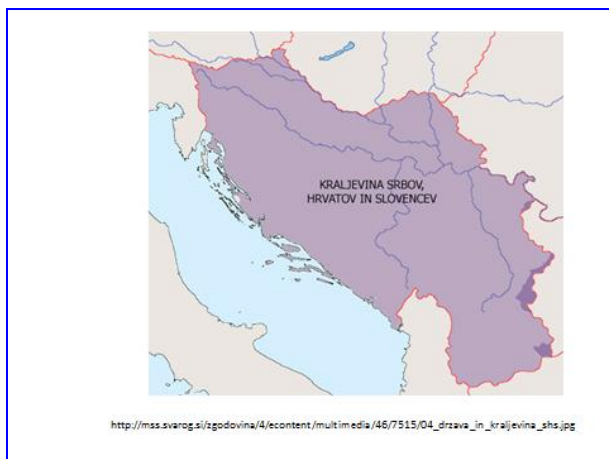 KRALJEVINA SRBOV,
HRVATOV IN SLOVENCEV
http://mss.svarog.si/zgodovina/4/econtent/multimedia/46/7515/04_drzava_in_kraljevina_shs.jpg